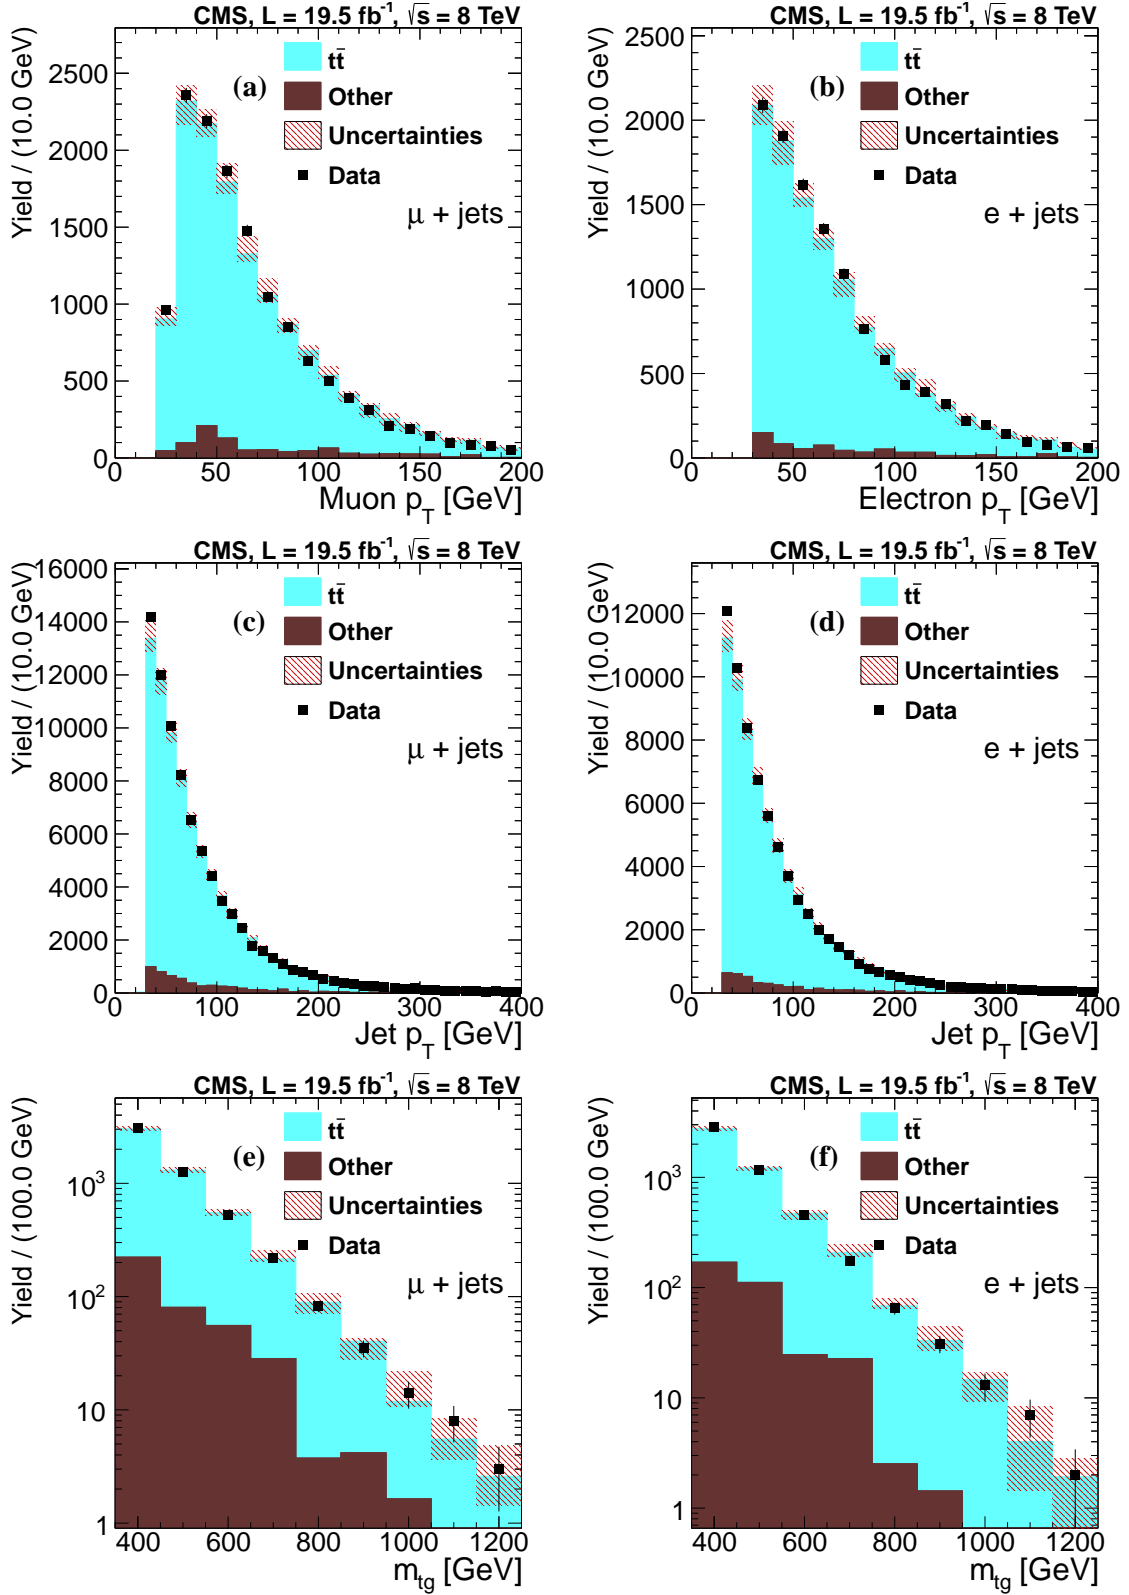 CMS, L = 19.5 fb⁻¹, √s = 8 TeV
Yield / (10.0 GeV)
2500
2000
1500
1000
500
0
(a)
tt̄
Other
Uncertainties
Data
μ + jets
0 50 100 150 200
Muon p_T [GeV]
CMS, L = 19.5 fb⁻¹, √s = 8 TeV
Yield / (10.0 GeV)
2500
2000
1500
1000
500
0
(b)
tt̄
Other
Uncertainties
Data
e + jets
0 50 100 150 200
Electron p_T [GeV]
CMS, L = 19.5 fb⁻¹, √s = 8 TeV
Yield / (10.0 GeV)
16000
14000
12000
10000
8000
6000
4000
2000
0
(c)
tt̄
Other
Uncertainties
Data
μ + jets
0 100 200 300 400
Jet p_T [GeV]
CMS, L = 19.5 fb⁻¹, √s = 8 TeV
Yield / (10.0 GeV)
12000
10000
8000
6000
4000
2000
0
(d)
tt̄
Other
Uncertainties
Data
e + jets
0 100 200 300 400
Jet p_T [GeV]
CMS, L = 19.5 fb⁻¹, √s = 8 TeV
Yield / (100.0 GeV)
10³
10²
10
1
(e)
tt̄
Other
Uncertainties
Data
μ + jets
400 600 800 1000 1200
m_tg [GeV]
CMS, L = 19.5 fb⁻¹, √s = 8 TeV
Yield / (100.0 GeV)
10³
10²
10
1
(f)
tt̄
Other
Uncertainties
Data
e + jets
400 600 800 1000 1200
m_tg [GeV]